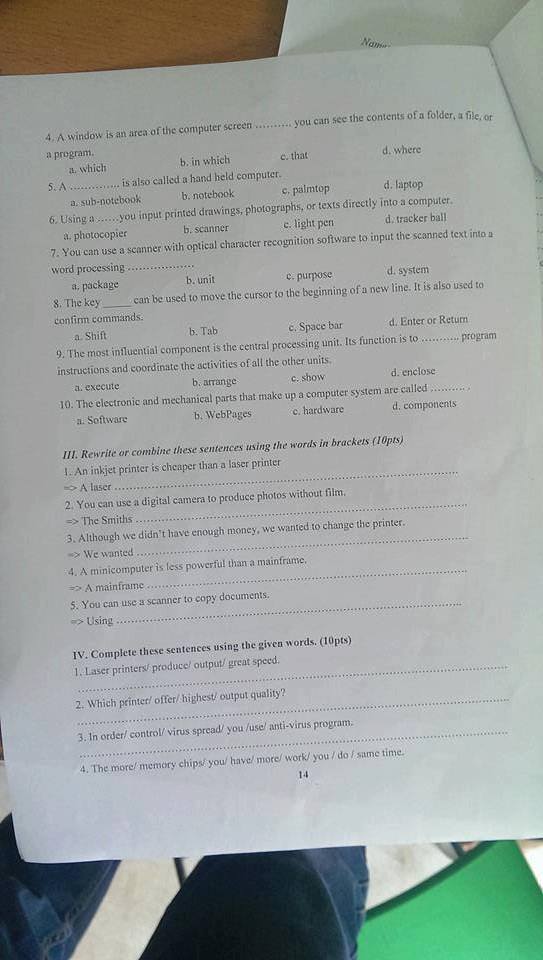 Name:
4. A window is an area of the computer screen .......... you can see the contents of a folder, a file, or
a program.
a. which b. in which c. that d. where
5. A .............. is also called a hand held computer.
a. sub-notebook b. notebook c. palmtop d. laptop
6. Using a ......you input printed drawings, photographs, or texts directly into a computer.
a. photocopier b. scanner c. light pen d. tracker ball
7. You can use a scanner with optical character recognition software to input the scanned text into a
word processing ..................
a. package b. unit c. purpose d. system
8. The key _____ can be used to move the cursor to the beginning of a new line. It is also used to
confirm commands.
a. Shift b. Tab c. Space bar d. Enter or Return
9. The most influential component is the central processing unit. Its function is to ........... program
instructions and coordinate the activities of all the other units.
a. execute b. arrange c. show d. enclose
10. The electronic and mechanical parts that make up a computer system are called .......... .
a. Software b. WebPages c. hardware d. components
III. Rewrite or combine these sentences using the words in brackets (10pts)
1. An inkjet printer is cheaper than a laser printer
=> A laser ..........
2. You can use a digital camera to produce photos without film.
=> The Smiths ..........
3. Although we didn't have enough money, we wanted to change the printer.
=> We wanted ..........
4. A minicomputer is less powerful than a mainframe.
=> A mainframe ..........
5. You can use a scanner to copy documents.
=> Using ..........
IV. Complete these sentences using the given words. (10pts)
1. Laser printers/ produce/ output/ great speed.
..........
2. Which printer/ offer/ highest/ output quality?
..........
3. In order/ control/ virus spread/ you /use/ anti-virus program.
..........
4. The more/ memory chips/ you/ have/ more/ work/ you / do / same time.
14